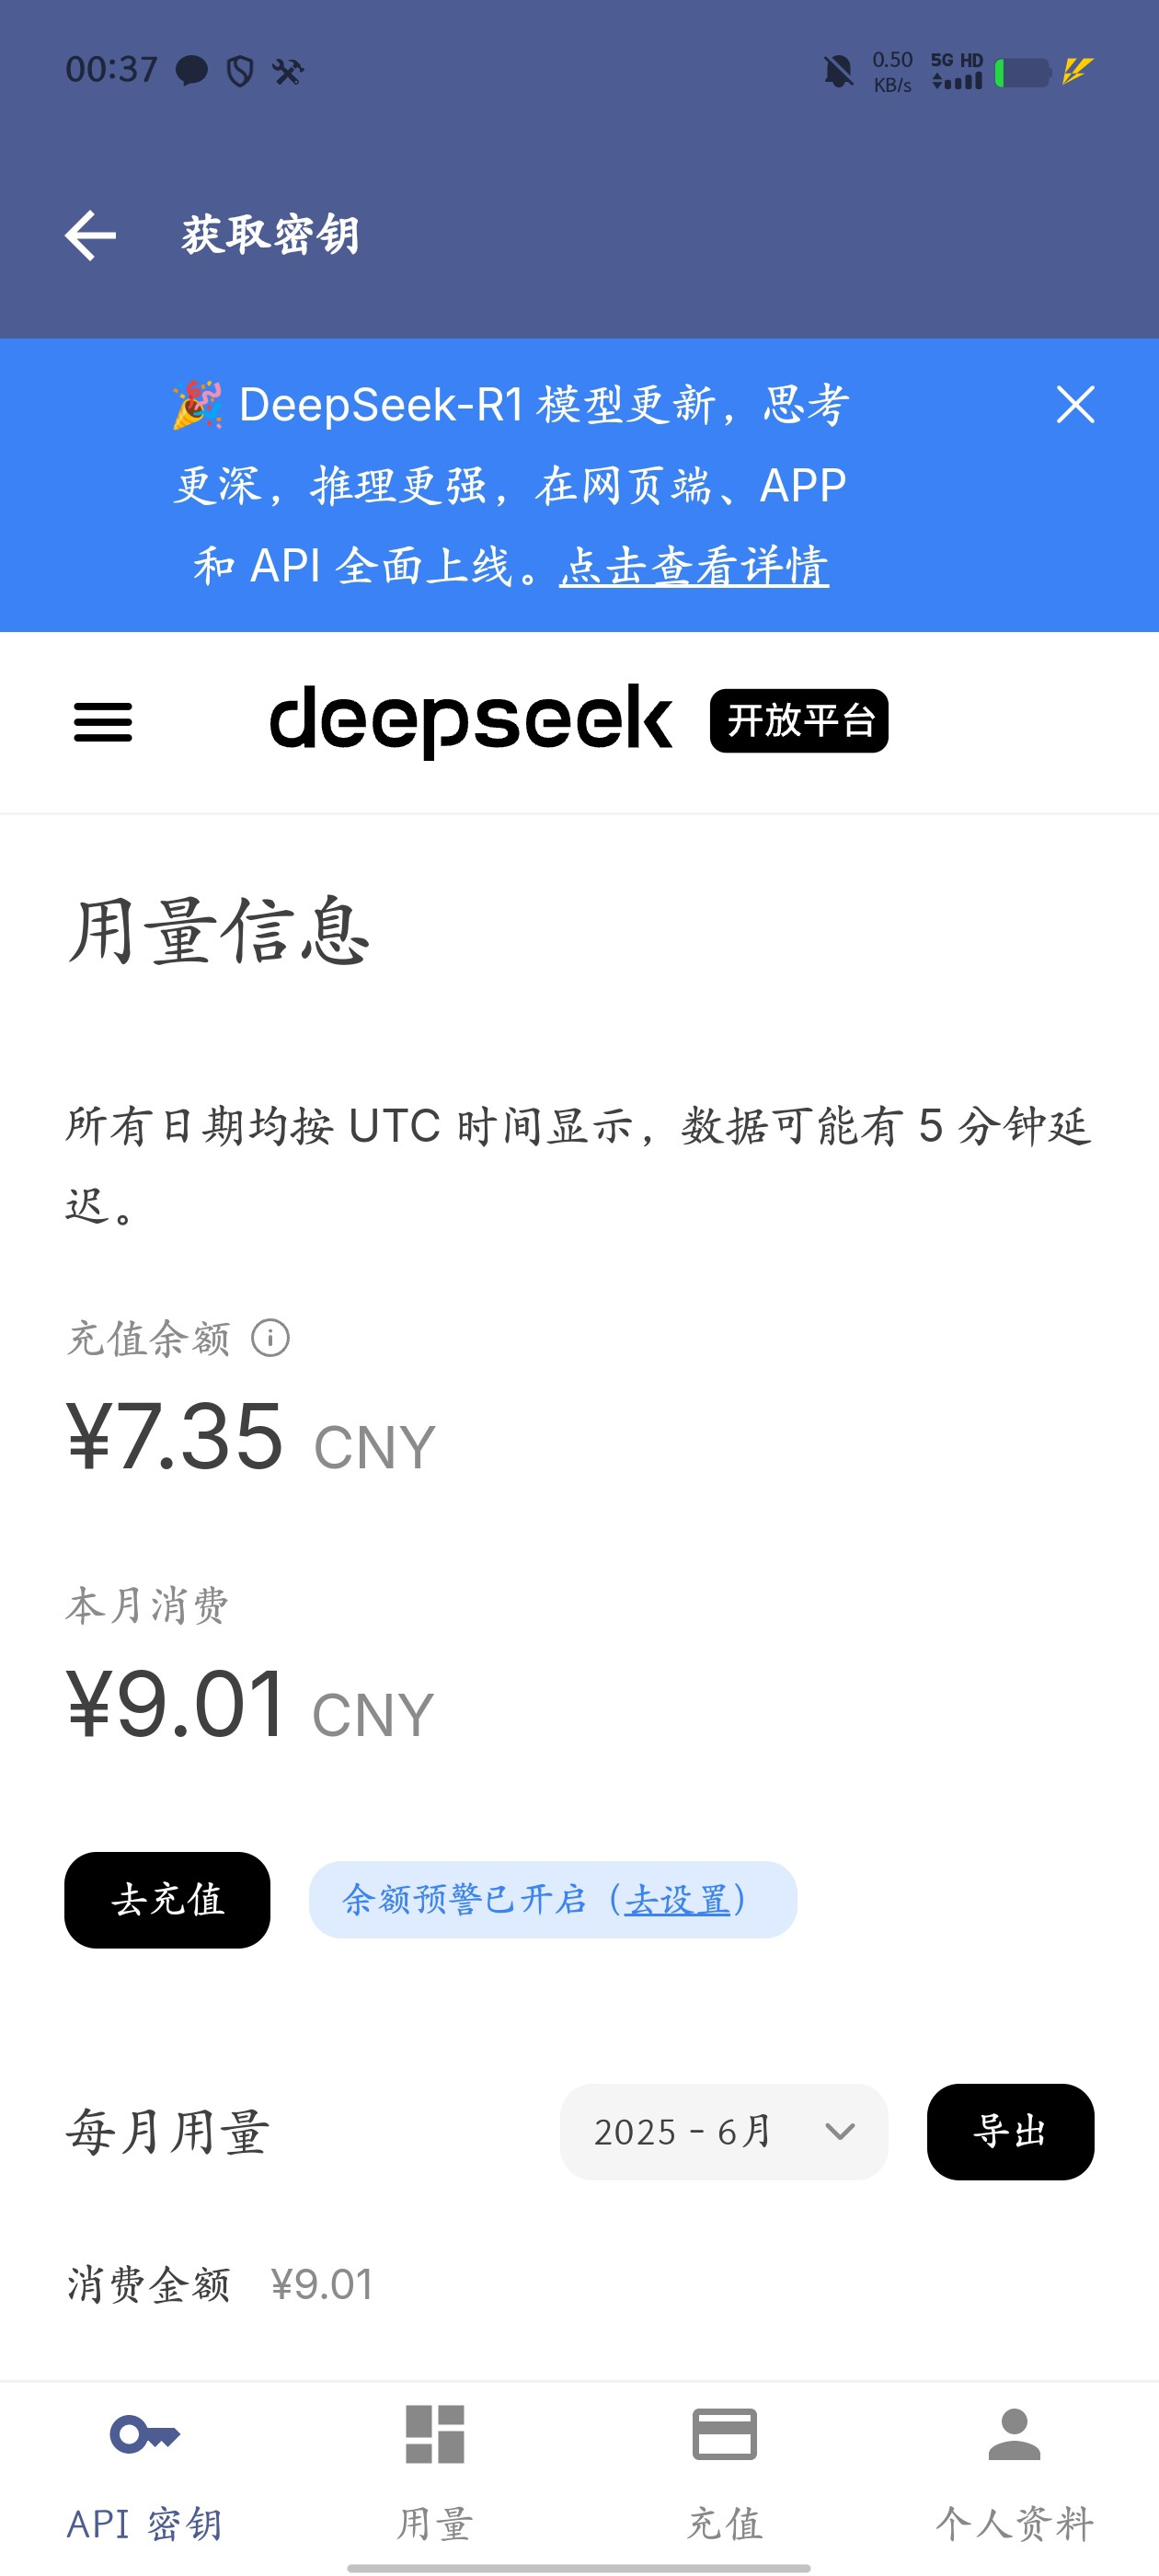 00:37
0.50 KB/s
5G HD
获取密钥
🎉 DeepSeek-R1 模型更新，思考
更深，推理更强，在网页端、APP
和 API 全面上线。点击查看详情
deepseek 开放平台
用量信息
所有日期均按 UTC 时间显示，数据可能有 5 分钟延
迟。
充值余额
¥7.35 CNY
本月消费
¥9.01 CNY
去充值 余额预警已开启（去设置）
每月用量 2025 - 6月 导出
消费金额 ¥9.01
API 密钥 用量 充值 个人资料